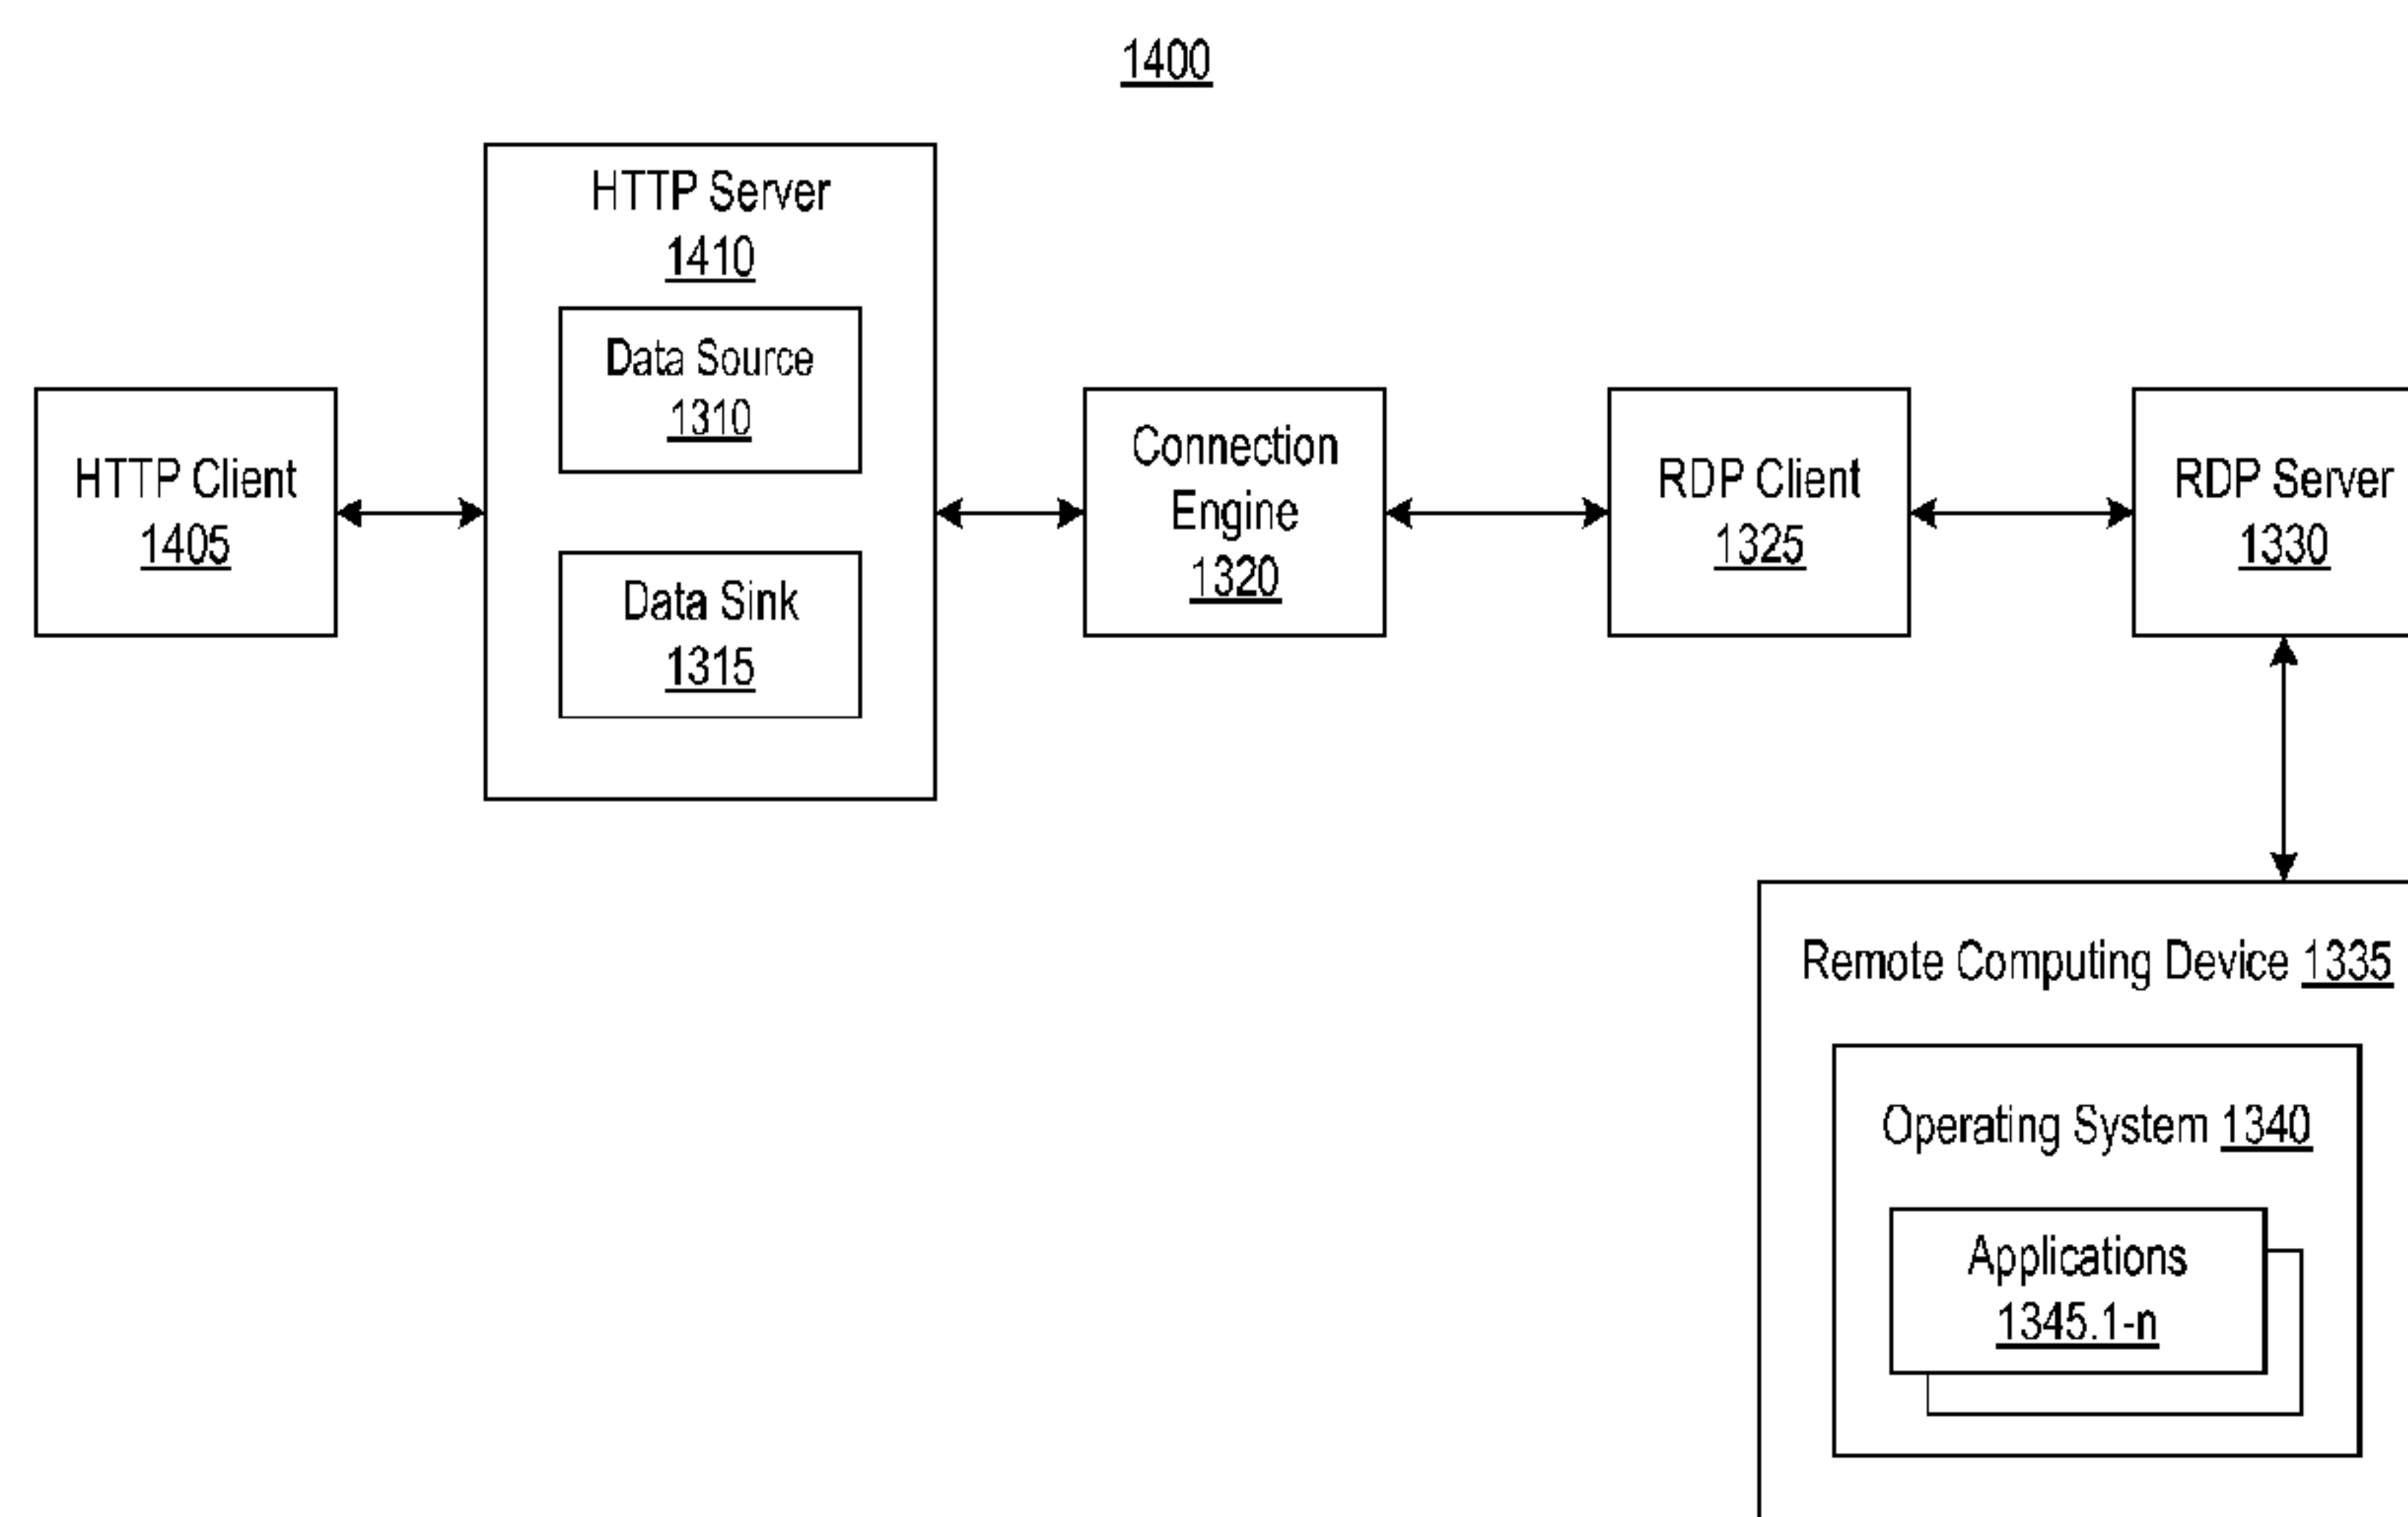 1400
HTTP Server
1410
Data Source
1310
Data Sink
1315
HTTP Client
1405
Connection
Engine
1320
RDP Client
1325
RDP Server
1330
Remote Computing Device 1335
Operating System 1340
Applications
1345.1-n